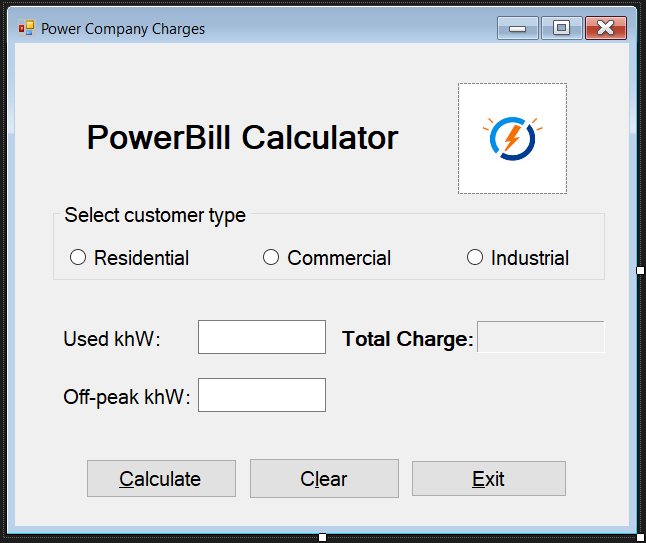 Power Company Charges
PowerBill Calculator
Select customer type
Residential Commercial Industrial
Used khW: Total Charge:
Off-peak khW:
Calculate Clear Exit